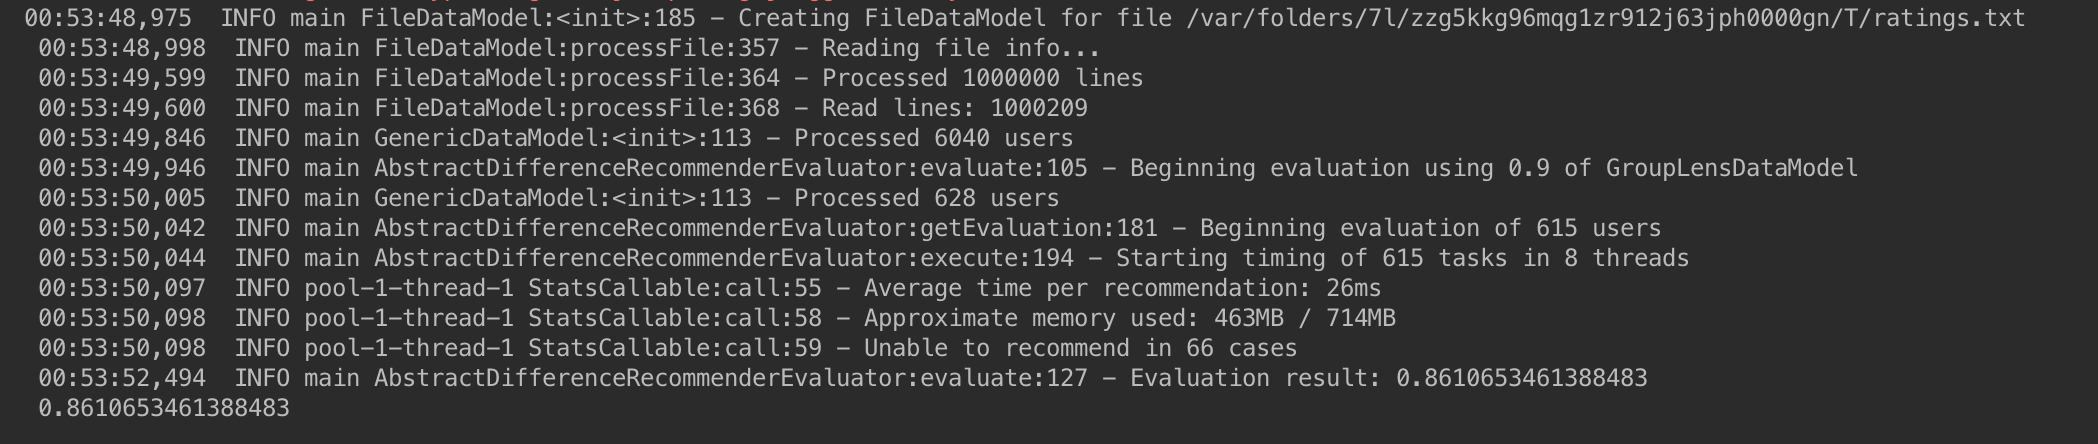 00:53:48,975  INFO main FileDataModel:<init>:185 – Creating FileDataModel for file /var/folders/7l/zzg5kkg96mqg1zr912j63jph0000gn/T/ratings.txt
00:53:48,998  INFO main FileDataModel:processFile:357 – Reading file info...
00:53:49,599  INFO main FileDataModel:processFile:364 – Processed 1000000 lines
00:53:49,600  INFO main FileDataModel:processFile:368 – Read lines: 1000209
00:53:49,846  INFO main GenericDataModel:<init>:113 – Processed 6040 users
00:53:49,946  INFO main AbstractDifferenceRecommenderEvaluator:evaluate:105 – Beginning evaluation using 0.9 of GroupLensDataModel
00:53:50,005  INFO main GenericDataModel:<init>:113 – Processed 628 users
00:53:50,042  INFO main AbstractDifferenceRecommenderEvaluator:getEvaluation:181 – Beginning evaluation of 615 users
00:53:50,044  INFO main AbstractDifferenceRecommenderEvaluator:execute:194 – Starting timing of 615 tasks in 8 threads
00:53:50,097  INFO pool–1–thread–1 StatsCallable:call:55 – Average time per recommendation: 26ms
00:53:50,098  INFO pool–1–thread–1 StatsCallable:call:58 – Approximate memory used: 463MB / 714MB
00:53:50,098  INFO pool–1–thread–1 StatsCallable:call:59 – Unable to recommend in 66 cases
00:53:52,494  INFO main AbstractDifferenceRecommenderEvaluator:evaluate:127 – Evaluation result: 0.8610653461388483
0.8610653461388483